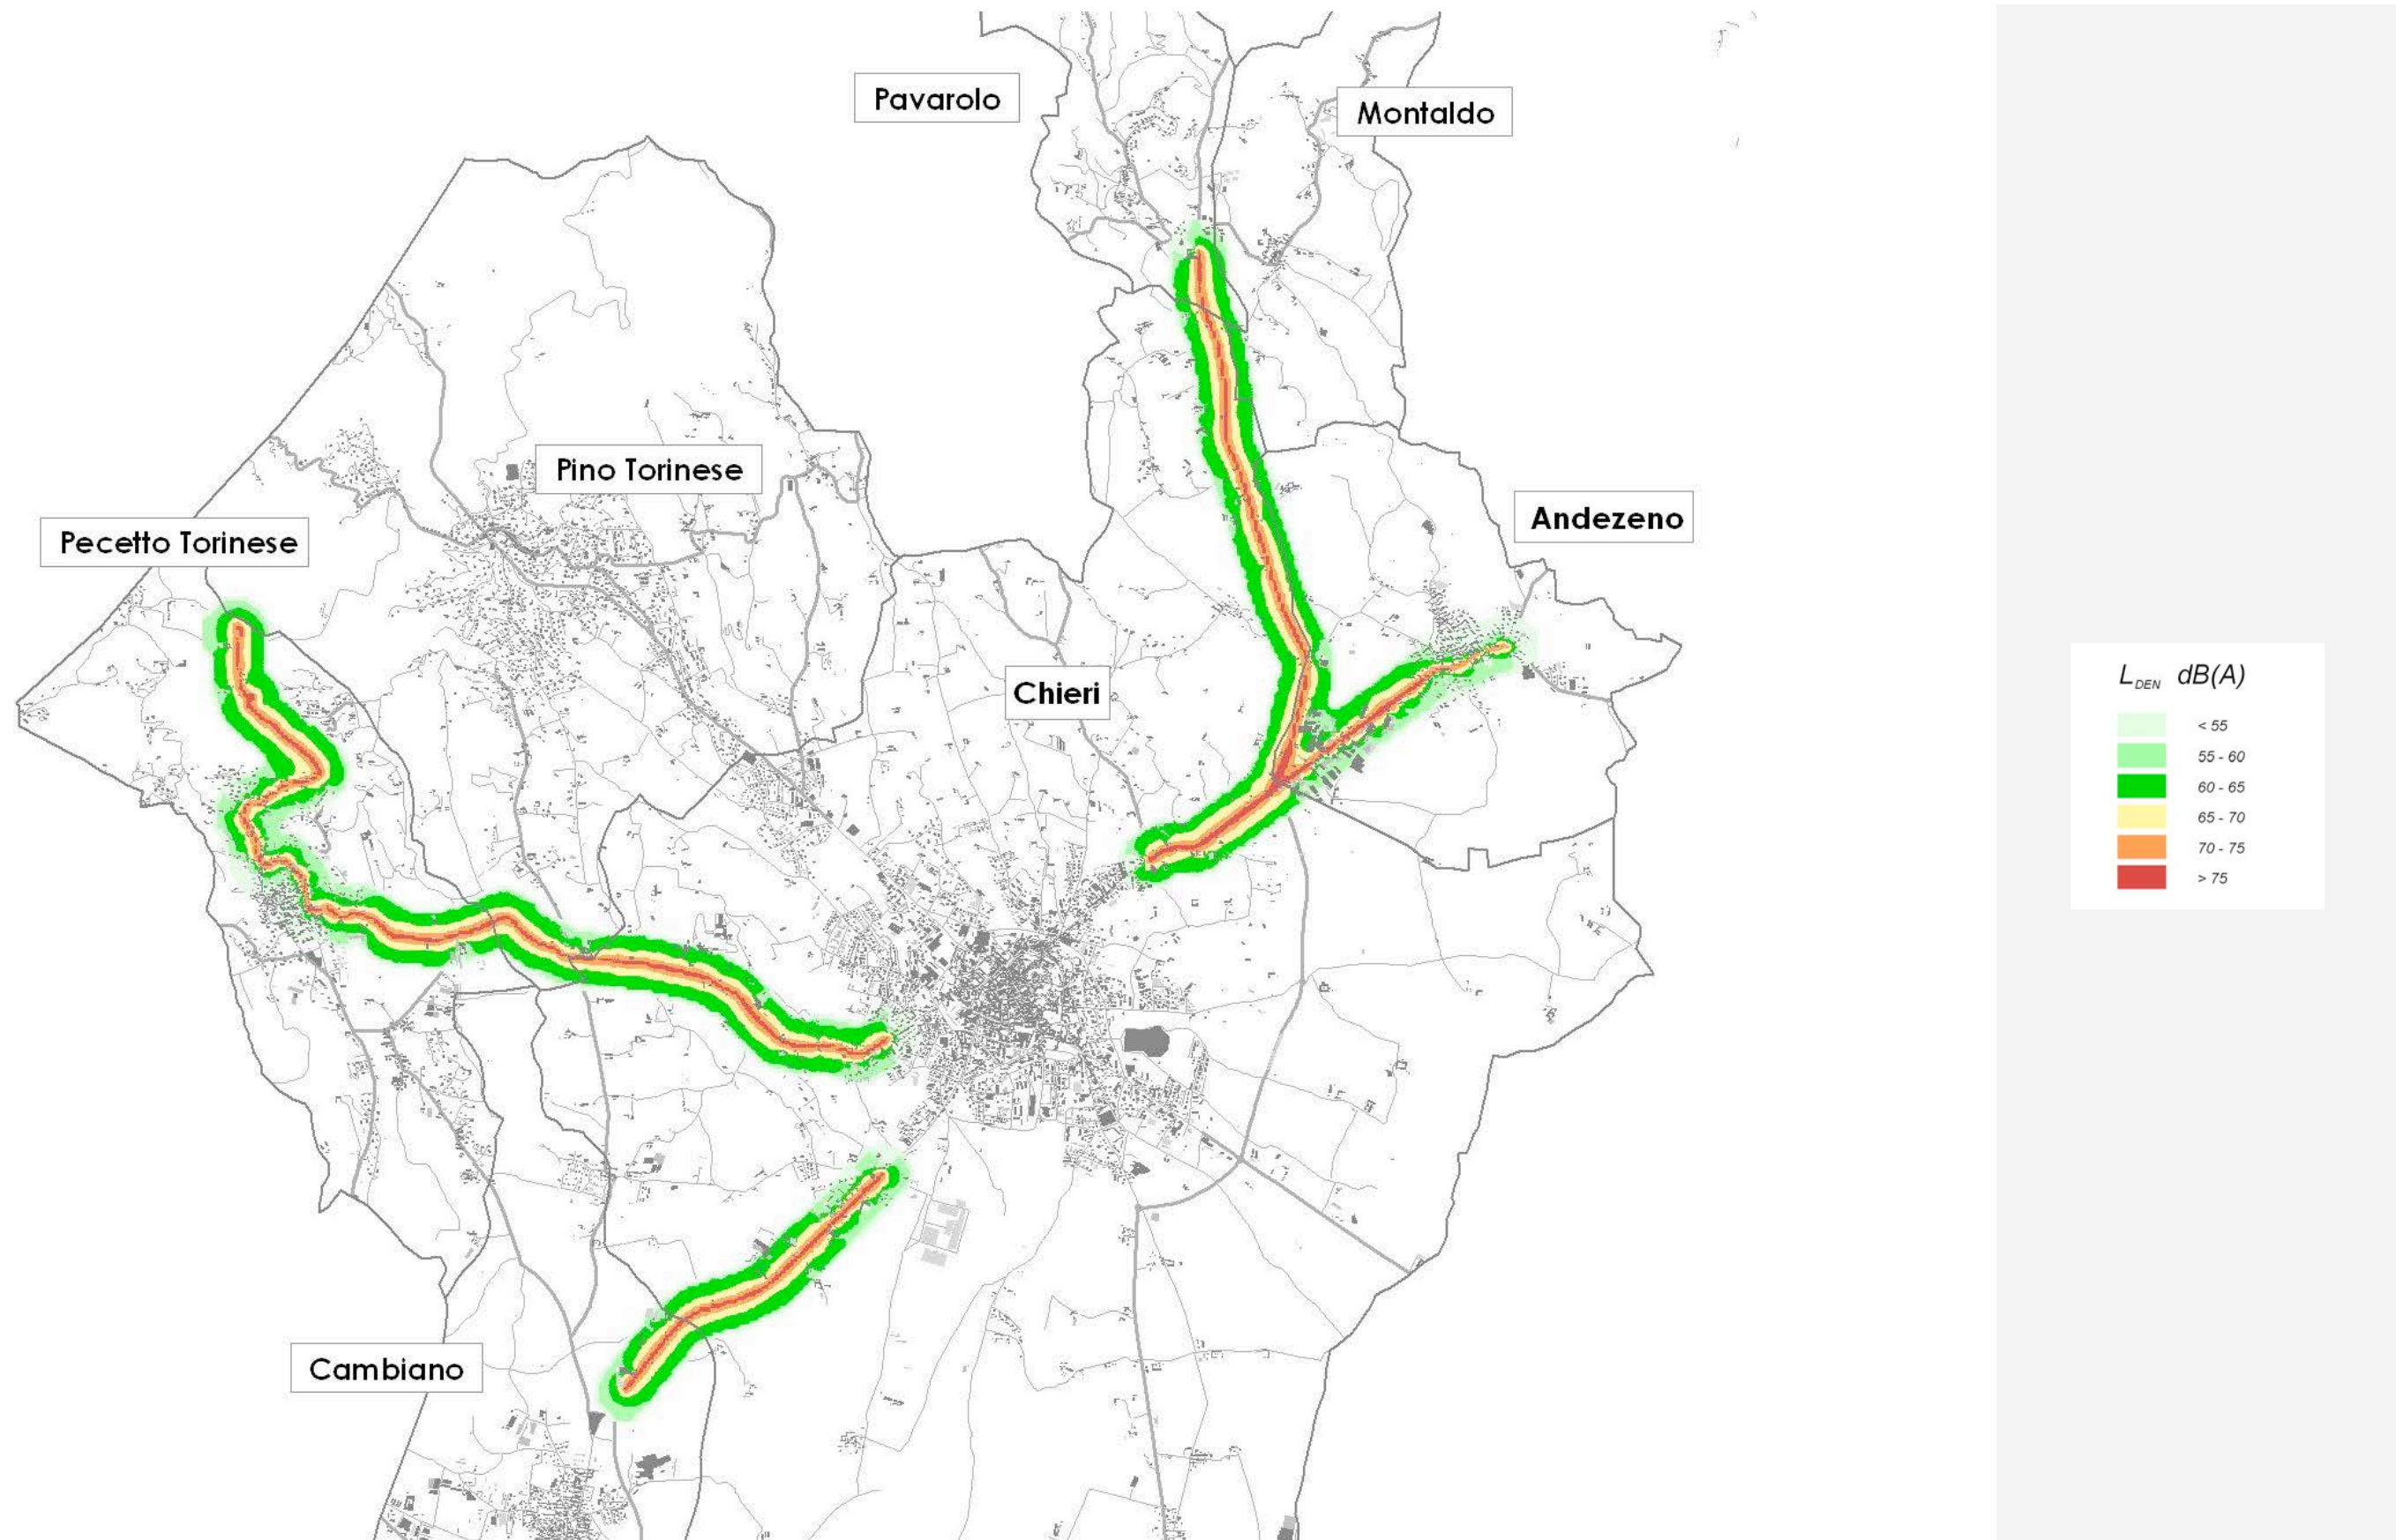 Pavarolo
Montaldo
Pino Torinese
Andezeno
Pecetto Torinese
Chieri
L DEN dB(A)
< 55
55 - 60
60 - 65
65 - 70
70 - 75
> 75
Cambiano